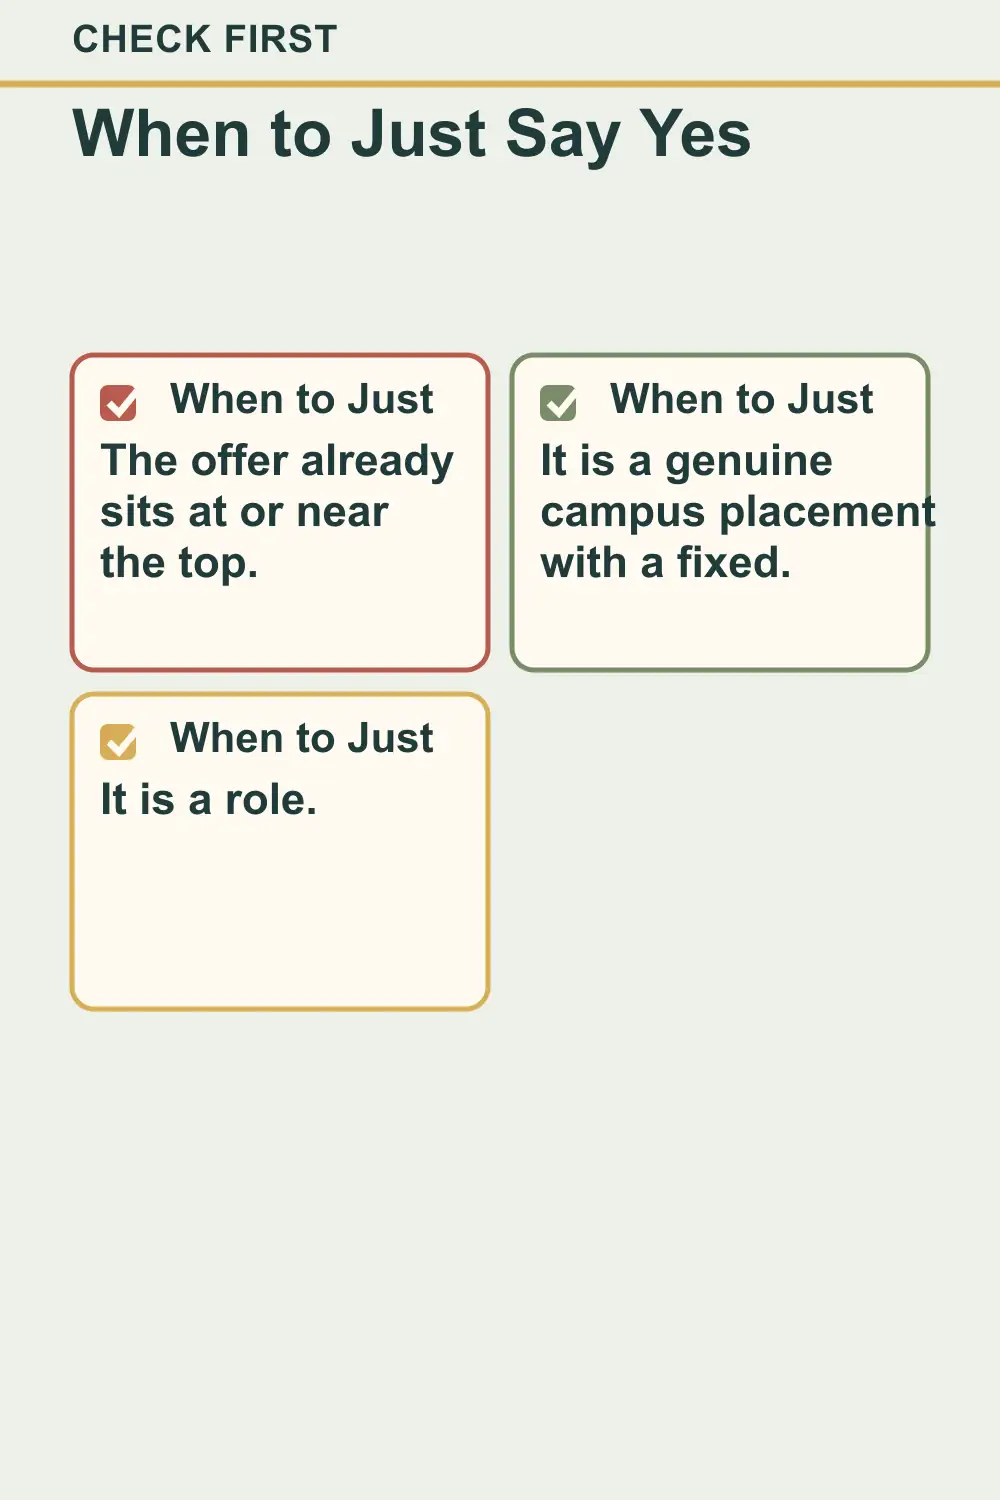 CHECK FIRST
When to Just Say Yes
When to Just
The offer already
sits at or near
the top.
When to Just
It is a genuine
campus placement
with a fixed.
When to Just
It is a role.